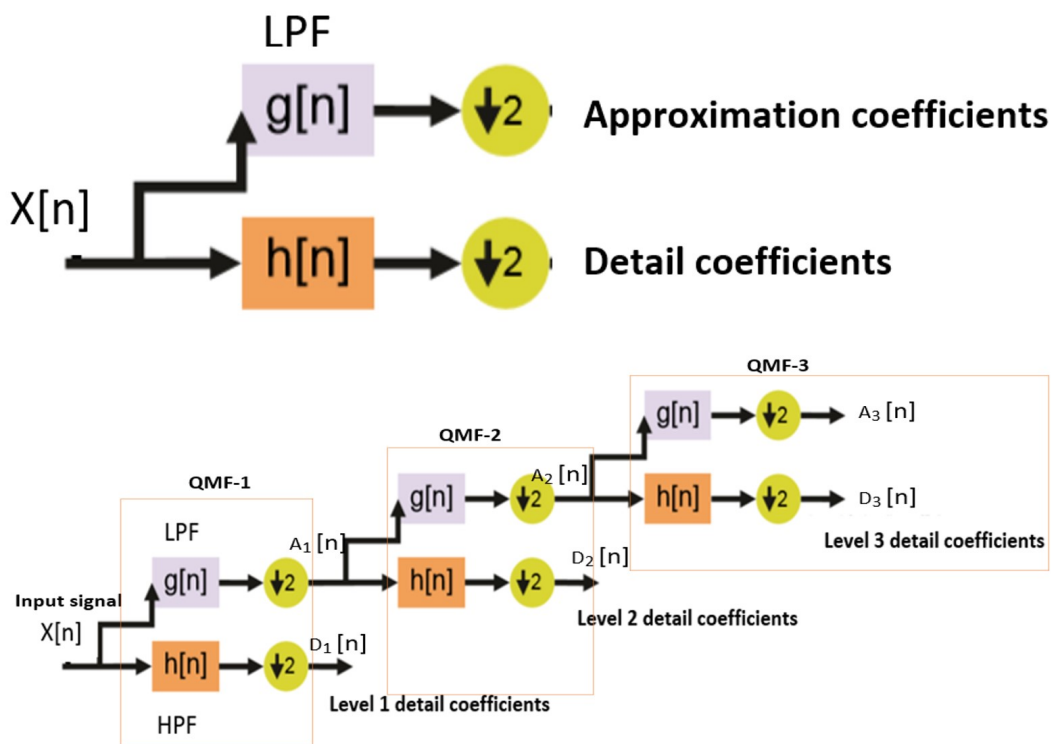 LPF
g[n]
↓2
Approximation coefficients
X[n]
h[n]
↓2
Detail coefficients
QMF-3
g[n]
↓2
A3 [n]
QMF-2
A2 [n]
g[n]
↓2
h[n]
↓2
D3 [n]
QMF-1
Level 3 detail coefficients
LPF
A1 [n]
D2 [n]
g[n]
↓2
h[n]
↓2
Input signal
Level 2 detail coefficients
X[n]
D1 [n]
h[n]
↓2
Level 1 detail coefficients
HPF